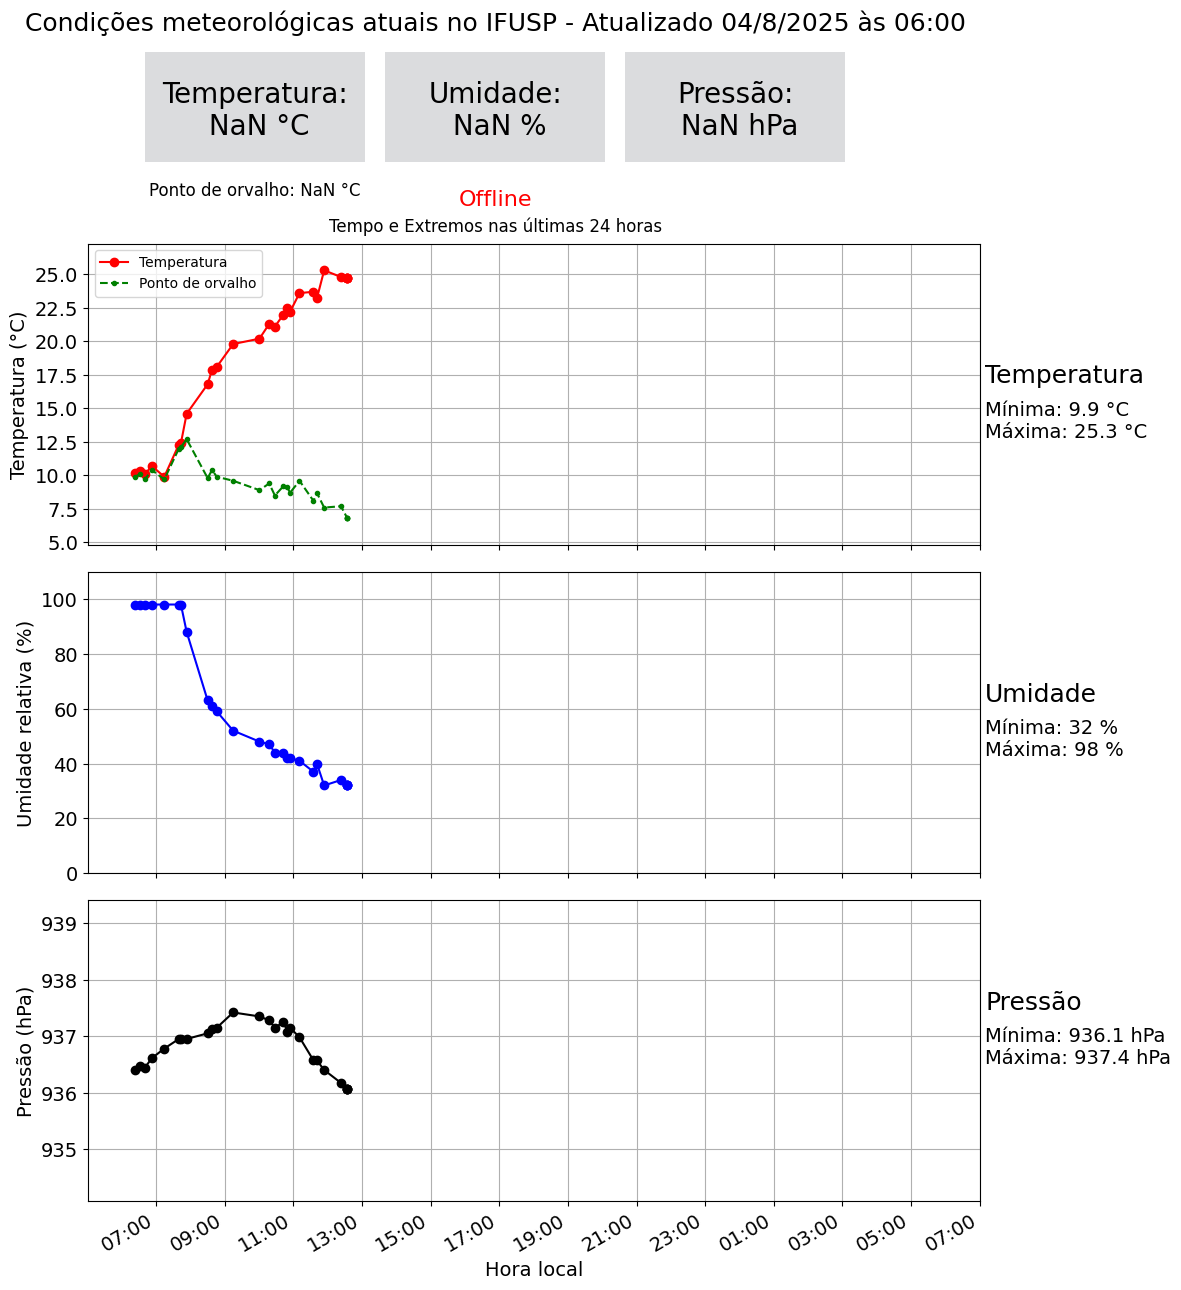 Condições meteorológicas atuais no IFUSP - Atualizado 04/8/2025 às 06:00
Temperatura:
NaN °C
Umidade:
NaN %
Pressão:
NaN hPa
Ponto de orvalho: NaN °C
Offline
Tempo e Extremos nas últimas 24 horas
Temperatura
Ponto de orvalho
Temperatura (°C)
25.0
22.5
20.0
17.5
15.0
12.5
10.0
7.5
5.0
Temperatura
Mínima: 9.9 °C
Máxima: 25.3 °C
Umidade relativa (%)
100
80
60
40
20
0
Umidade
Mínima: 32 %
Máxima: 98 %
Pressão (hPa)
939
938
937
936
935
Pressão
Mínima: 936.1 hPa
Máxima: 937.4 hPa
07:00 09:00 11:00 13:00 15:00 17:00 19:00 21:00 23:00 01:00 03:00 05:00 07:00
Hora local